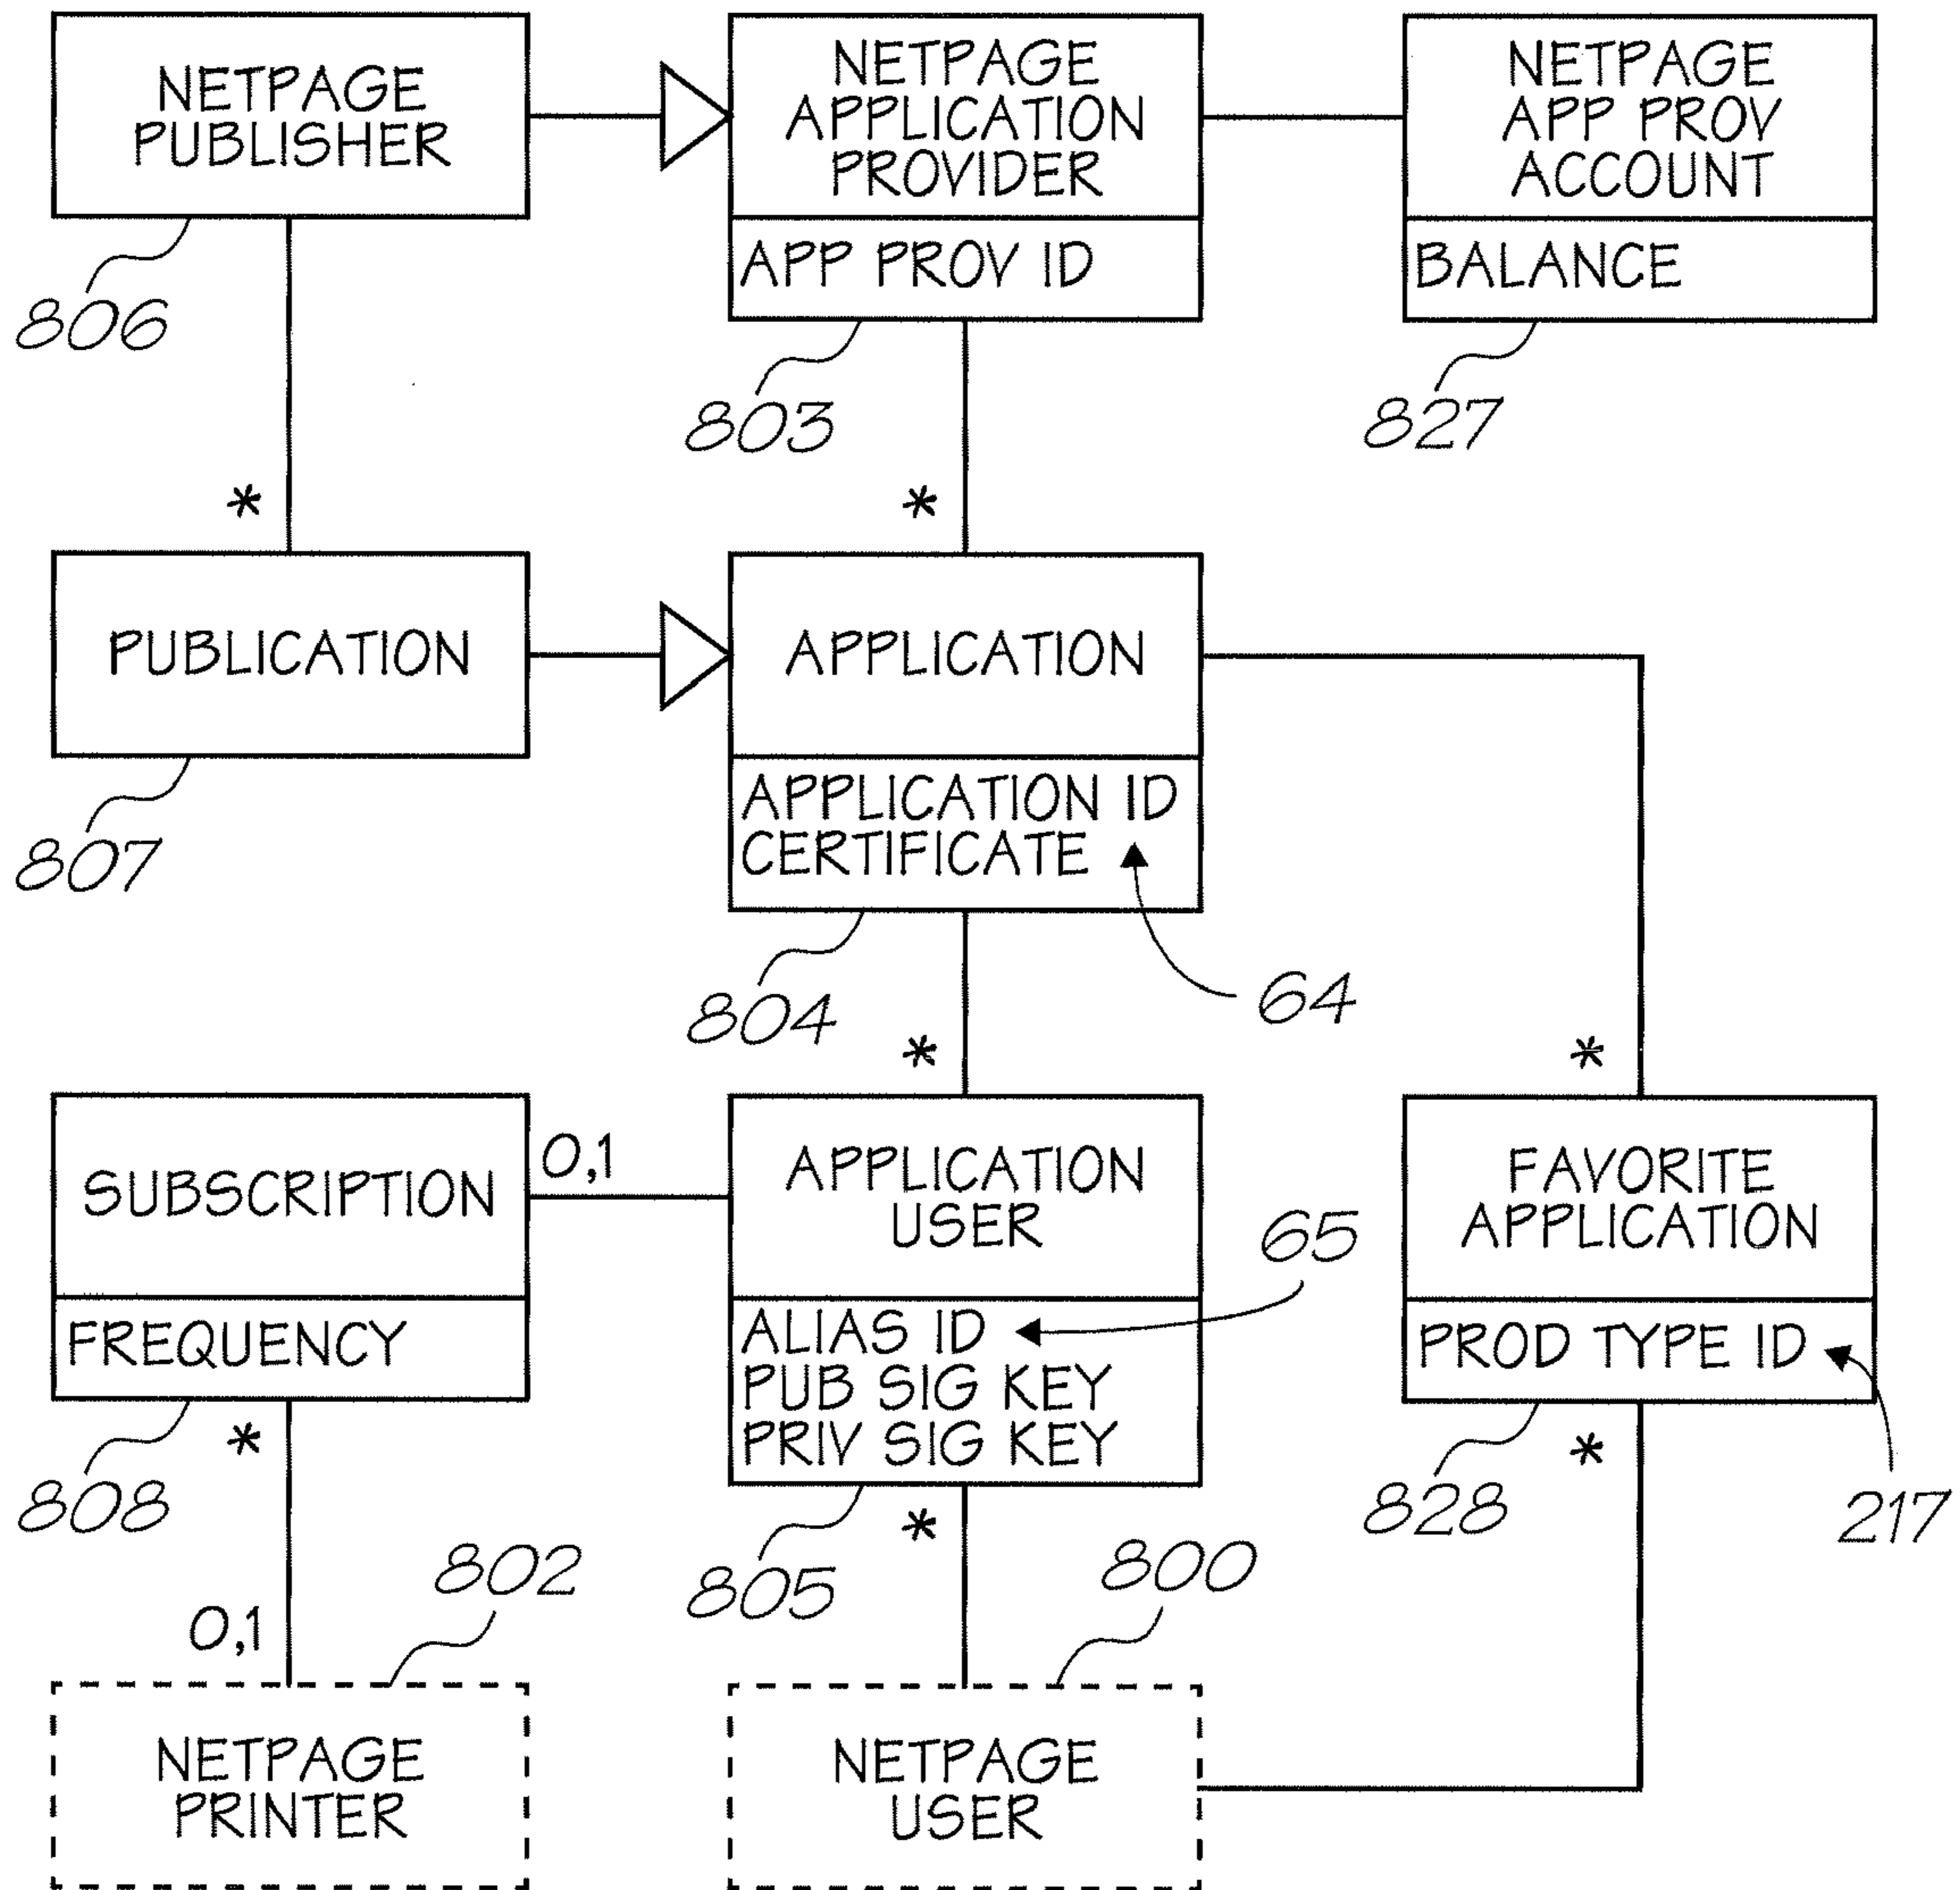 NETPAGE
PUBLISHER
NETPAGE
APPLICATION
PROVIDER
APP PROV ID
NETPAGE
APP PROV
ACCOUNT
BALANCE
806
803
827
*
*
PUBLICATION
APPLICATION
APPLICATION ID
CERTIFICATE
807
804
64
*
*
SUBSCRIPTION
FREQUENCY
0,1
APPLICATION
USER
ALIAS ID
PUB SIG KEY
PRIV SIG KEY
65
FAVORITE
APPLICATION
PROD TYPE ID
*
808
*
805
*
828
217
802
800
0,1
NETPAGE
PRINTER
NETPAGE
USER